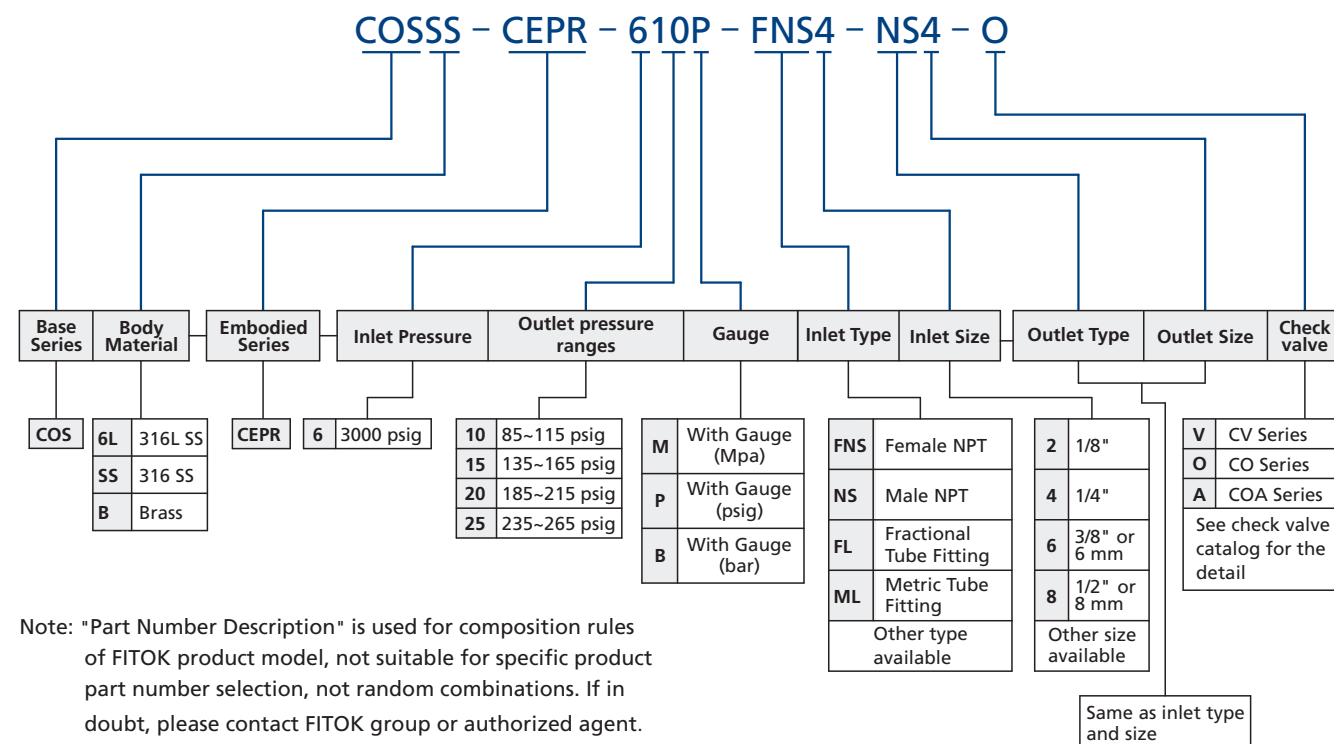 COSSS – CEPR – 610P – FNS4 – NS4 – O
Base Series
Body Material
Embodied Series
Inlet Pressure
Outlet pressure ranges
Gauge
Inlet Type
Inlet Size
Outlet Type
Outlet Size
Check valve
COS
6L 316L SS
SS 316 SS
B Brass
CEPR
6 3000 psig
10 85~115 psig
15 135~165 psig
20 185~215 psig
25 235~265 psig
M With Gauge (Mpa)
P With Gauge (psig)
B With Gauge (bar)
FNS Female NPT
NS Male NPT
FL Fractional Tube Fitting
ML Metric Tube Fitting
Other type available
2 1/8"
4 1/4"
6 3/8" or 6 mm
8 1/2" or 8 mm
Other size available
Same as inlet type and size
V CV Series
O CO Series
A COA Series
See check valve catalog for the detail
Note: "Part Number Description" is used for composition rules
of FITOK product model, not suitable for specific product
part number selection, not random combinations. If in
doubt, please contact FITOK group or authorized agent.